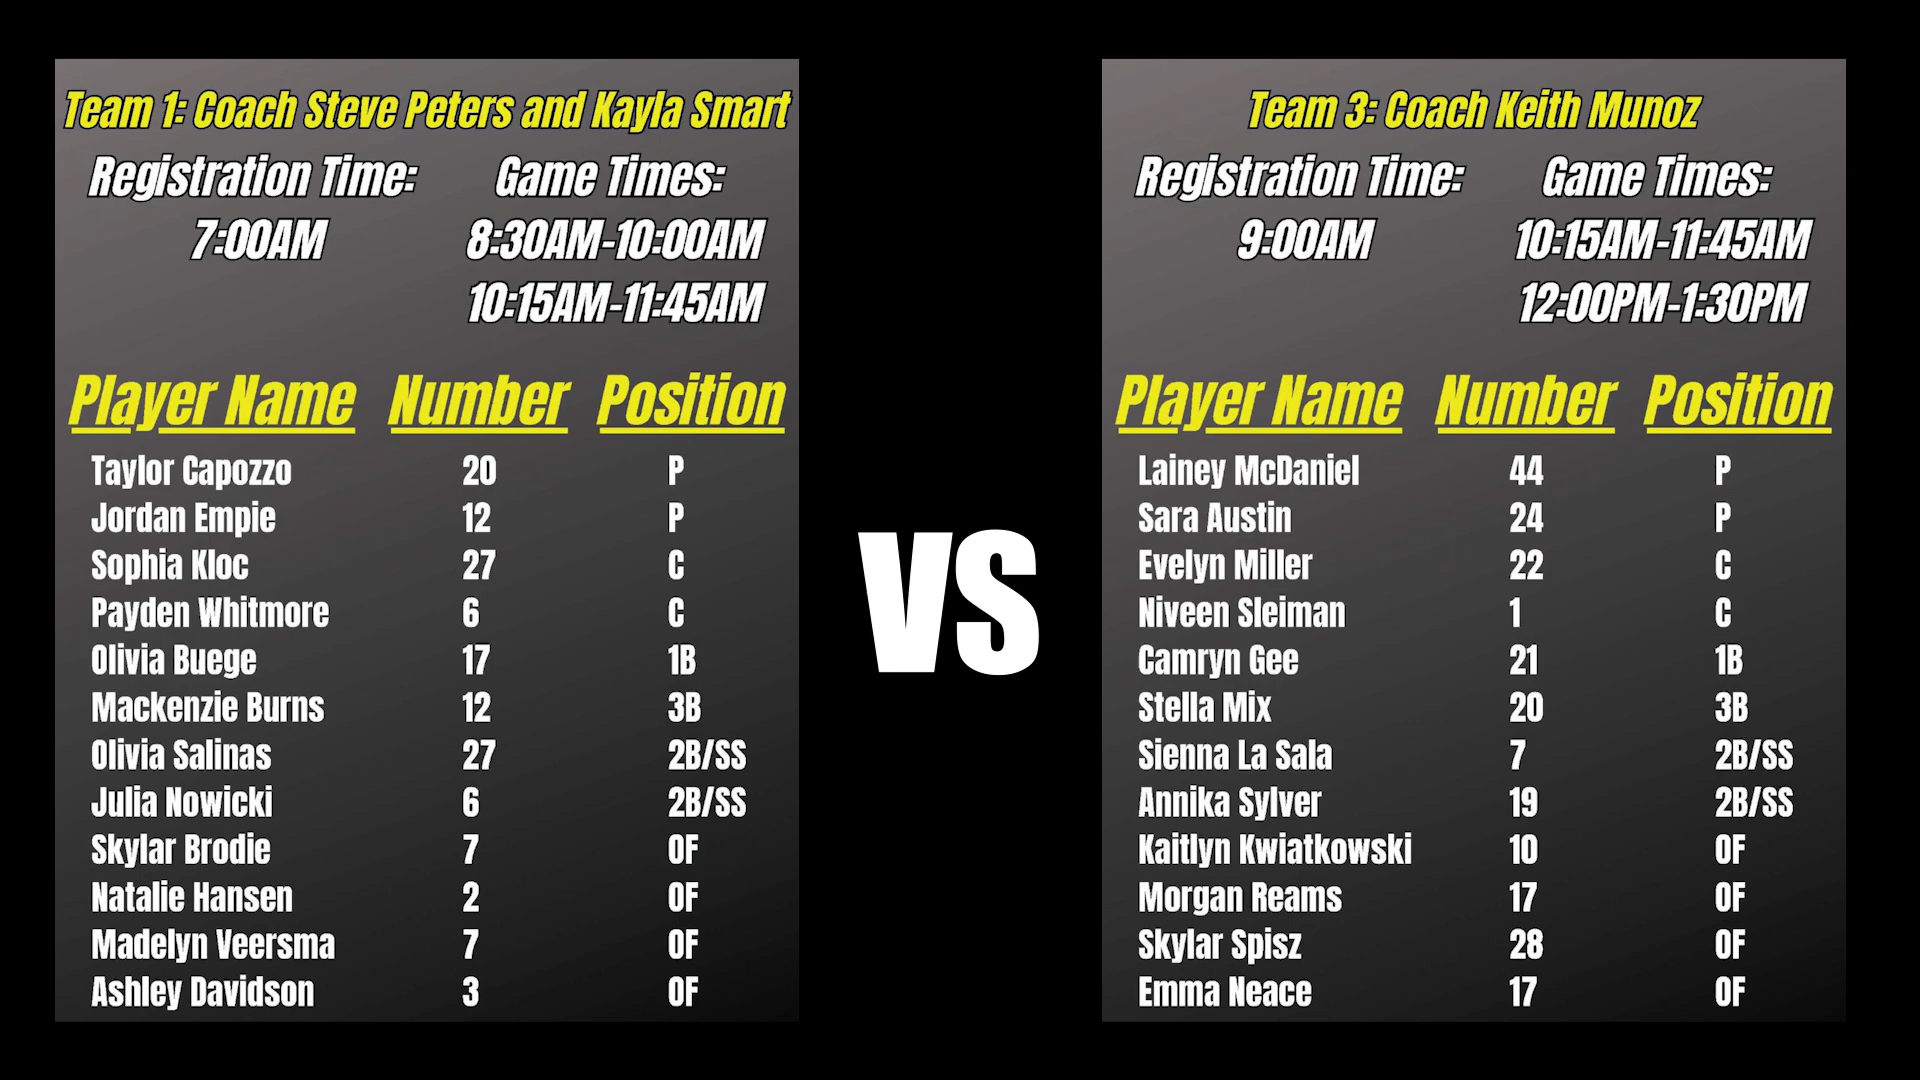 Team 1: Coach Steve Peters and Kayla Smart
Registration Time: Game Times:
7:00AM 8:30AM-10:00AM
10:15AM-11:45AM
Player Name Number Position
Taylor Capozzo 20 P
Jordan Empie 12 P
Sophia Kloc 27 C
Payden Whitmore 6 C
Olivia Buege 17 1B
Mackenzie Burns 12 3B
Olivia Salinas 27 2B/SS
Julia Nowicki 6 2B/SS
Skylar Brodie 7 OF
Natalie Hansen 2 OF
Madelyn Veersma 7 OF
Ashley Davidson 3 OF
VS
Team 3: Coach Keith Munoz
Registration Time: Game Times:
9:00AM 10:15AM-11:45AM
12:00PM-1:30PM
Player Name Number Position
Lainey McDaniel 44 P
Sara Austin 24 P
Evelyn Miller 22 C
Niveen Sleiman 1 C
Camryn Gee 21 1B
Stella Mix 20 3B
Sienna La Sala 7 2B/SS
Annika Sylver 19 2B/SS
Kaitlyn Kwiatkowski 10 OF
Morgan Reams 17 OF
Skylar Spisz 28 OF
Emma Neace 17 OF